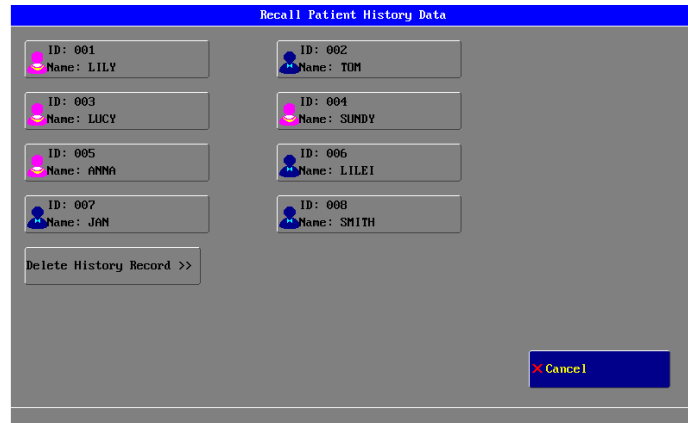 Recall Patient History Data
ID: 001
Name: LILY
ID: 002
Name: TOM
ID: 003
Name: LUCY
ID: 004
Name: SUNDY
ID: 005
Name: ANNA
ID: 006
Name: LILEI
ID: 007
Name: JAN
ID: 008
Name: SMITH
Delete History Record >>
Cancel